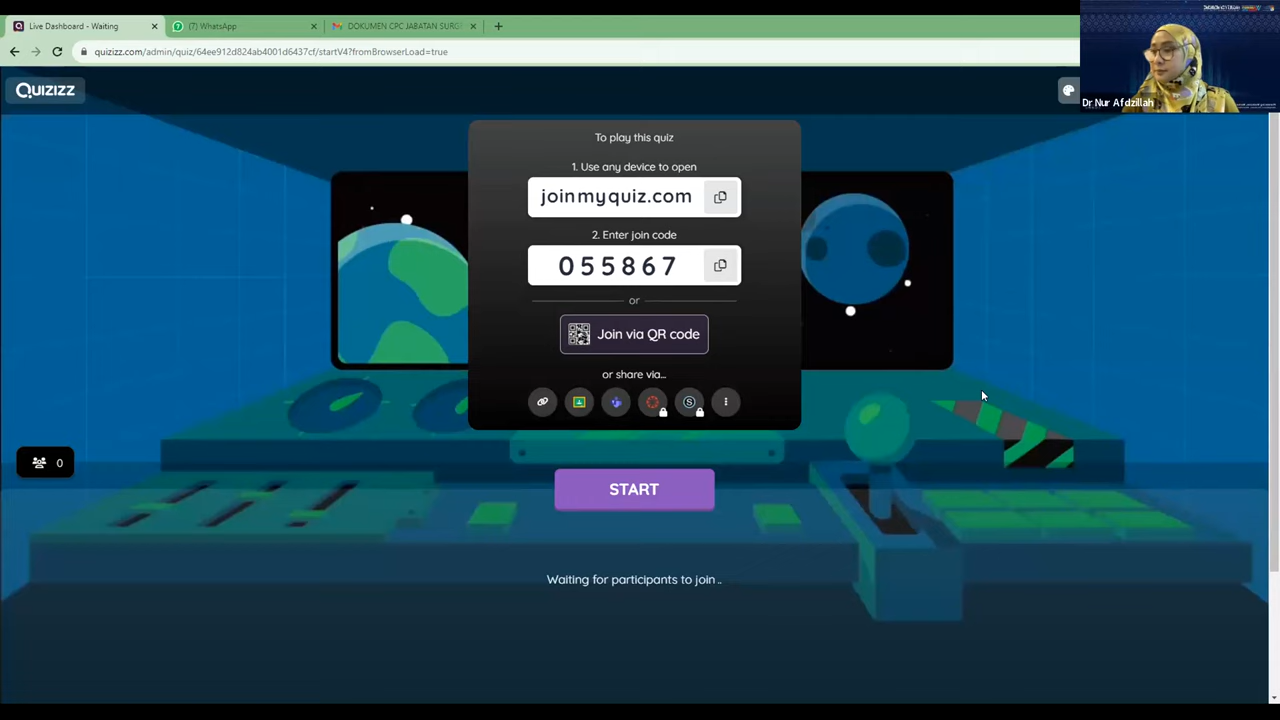 Live Dashboard - Waiting
(7) WhatsApp
DOKUMEN CPC JABATAN SURG
quizizz.com/admin/quiz/64ee912d824ab4001d6437cf/startV4?fromBrowserLoad=true
Quizizz
Dr Nur Afdzillah
To play this quiz
1. Use any device to open
joinmyquiz.com
2. Enter join code
055867
or
Join via QR code
or share via...
S
0
START
Waiting for participants to join ..